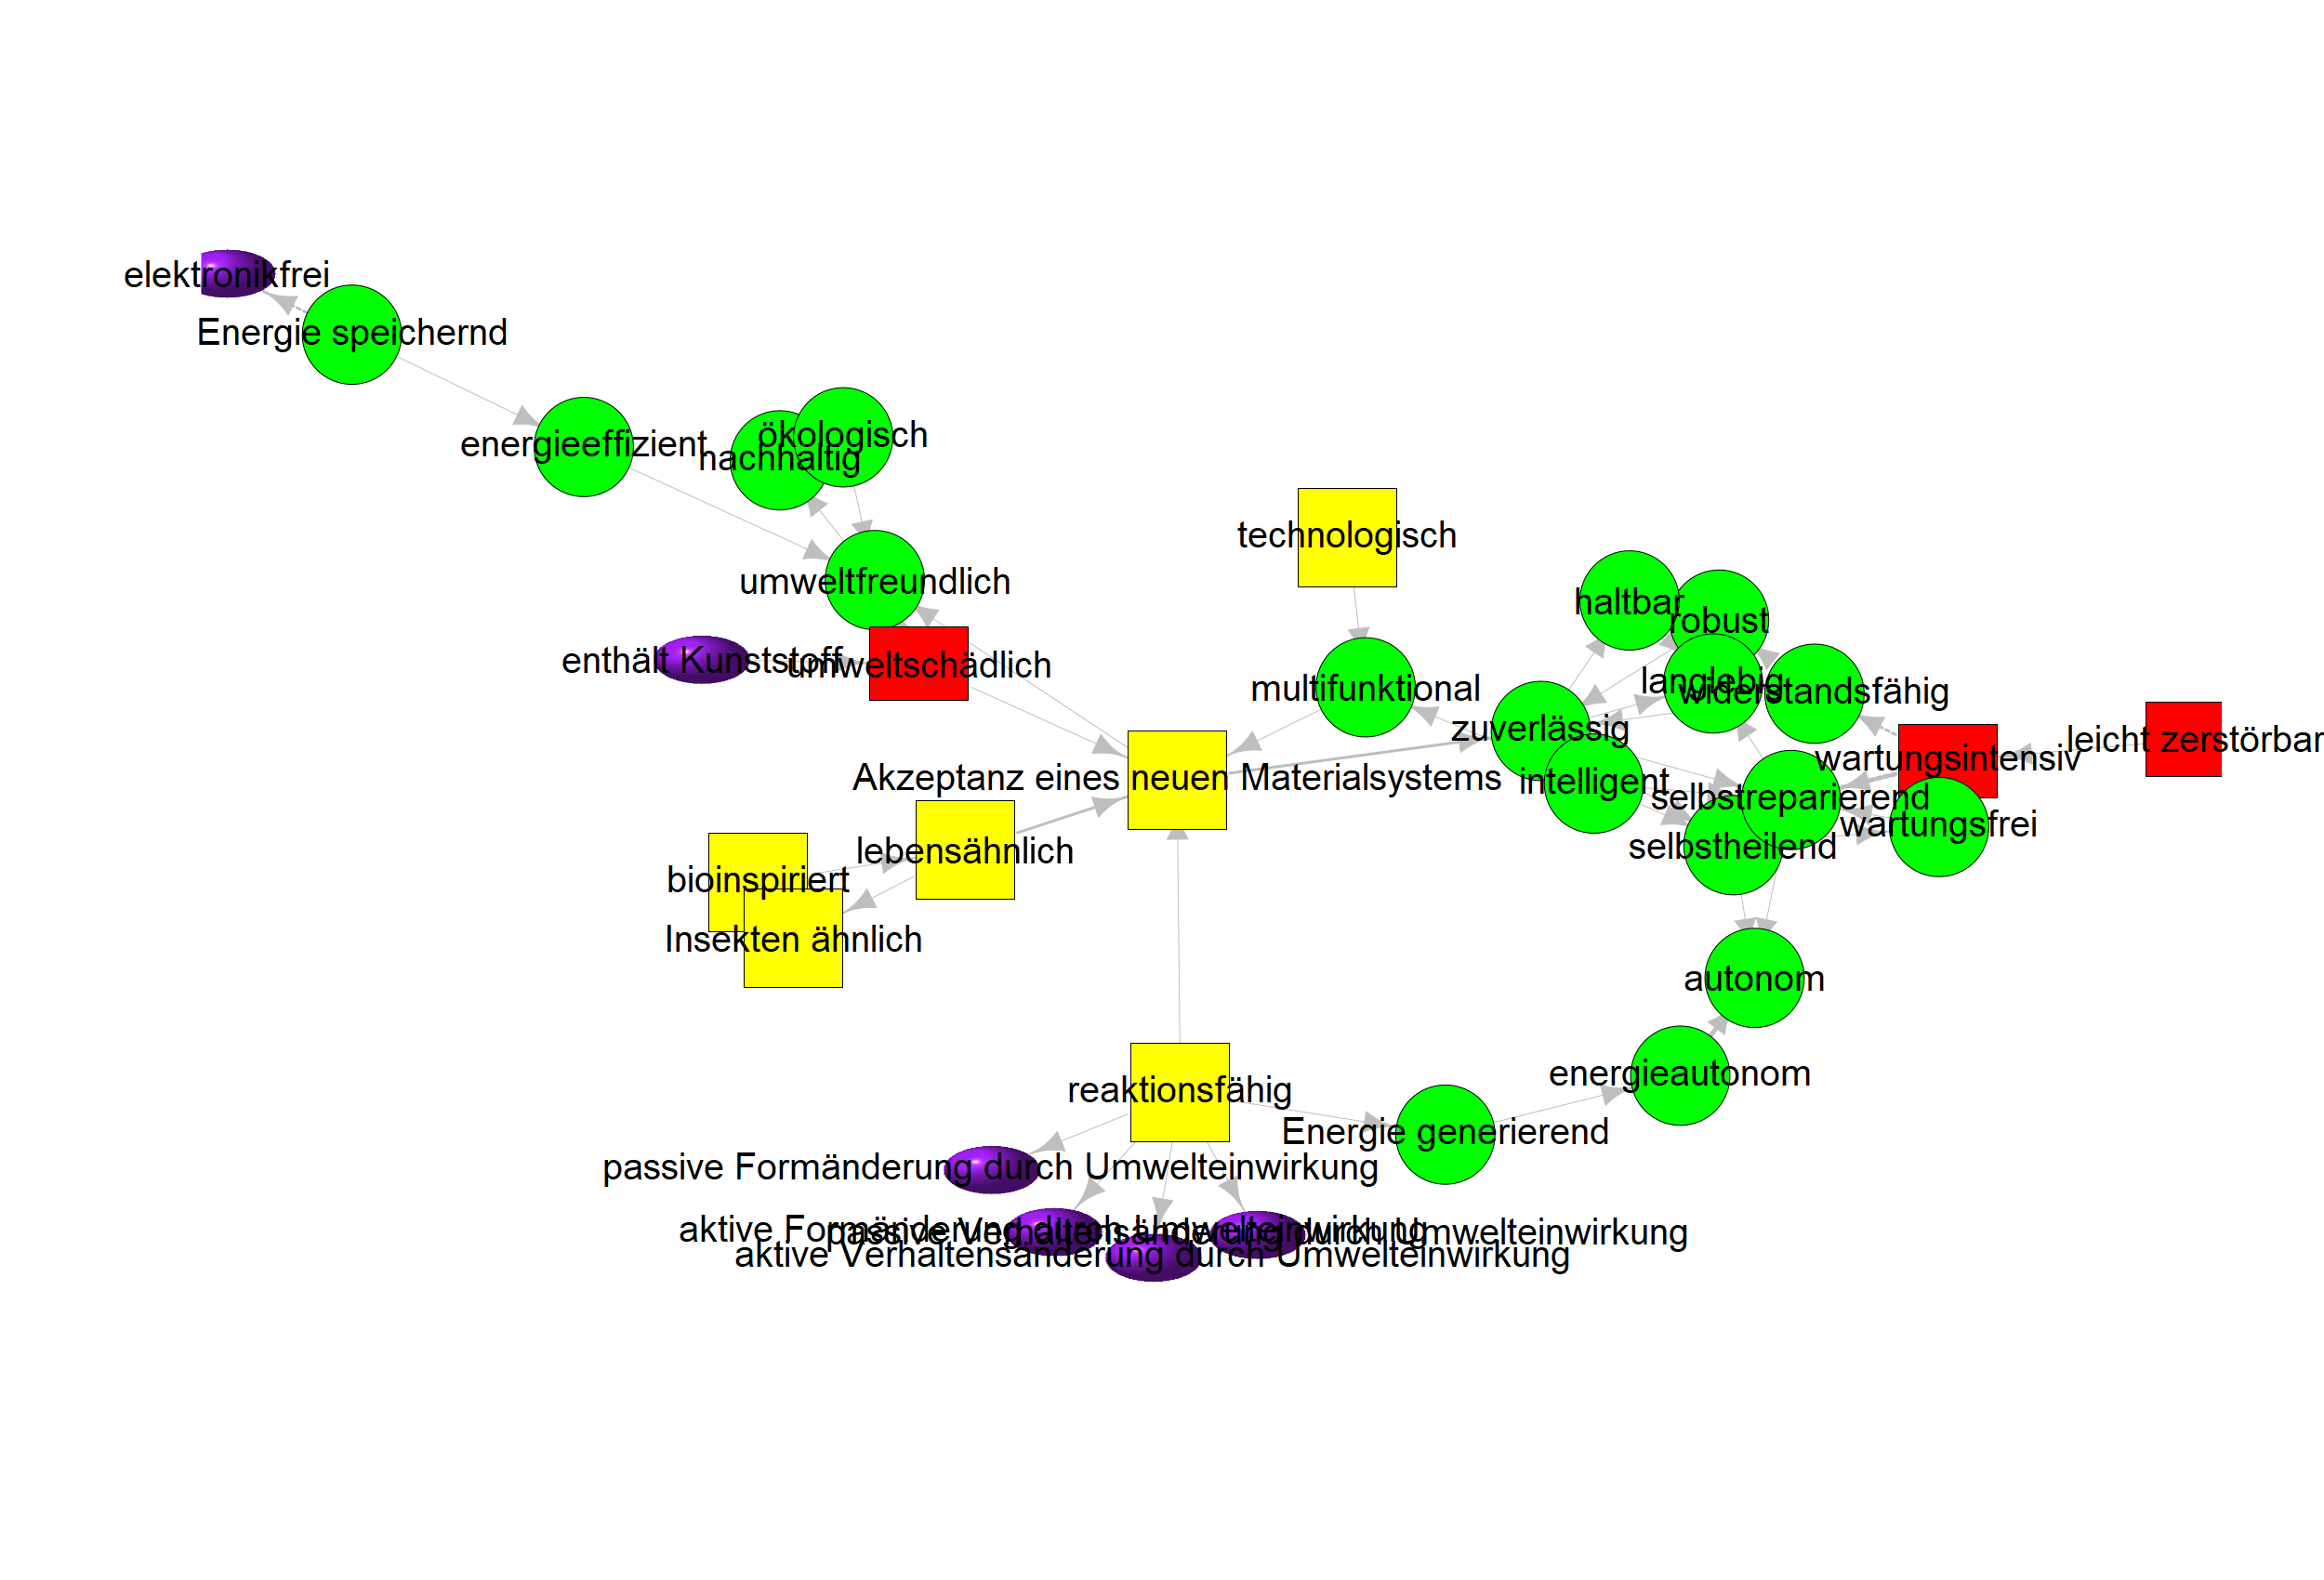 elektronikfrei
Energie speichernd
energieeffizient
ökologisch
nachhaltig
technologisch
umweltfreundlich
haltbar
robust
enthält Kunststoff
umweltschädlich
multifunktional
langlebig
widerstandsfähig
zuverlässig
leicht zerstörbar
wartungsintensiv
Akzeptanz eines neuen Materialsystems
intelligent
selbstreparierend
wartungsfrei
lebensähnlich
selbstheilend
bioinspiriert
Insekten ähnlich
autonom
energieautonom
reaktionsfähig
Energie generierend
passive Formänderung durch Umwelteinwirkung
aktive Formänderung durch Umwelteinwirkung
passive Verhaltensänderung durch Umwelteinwirkung
aktive Verhaltensänderung durch Umwelteinwirkung